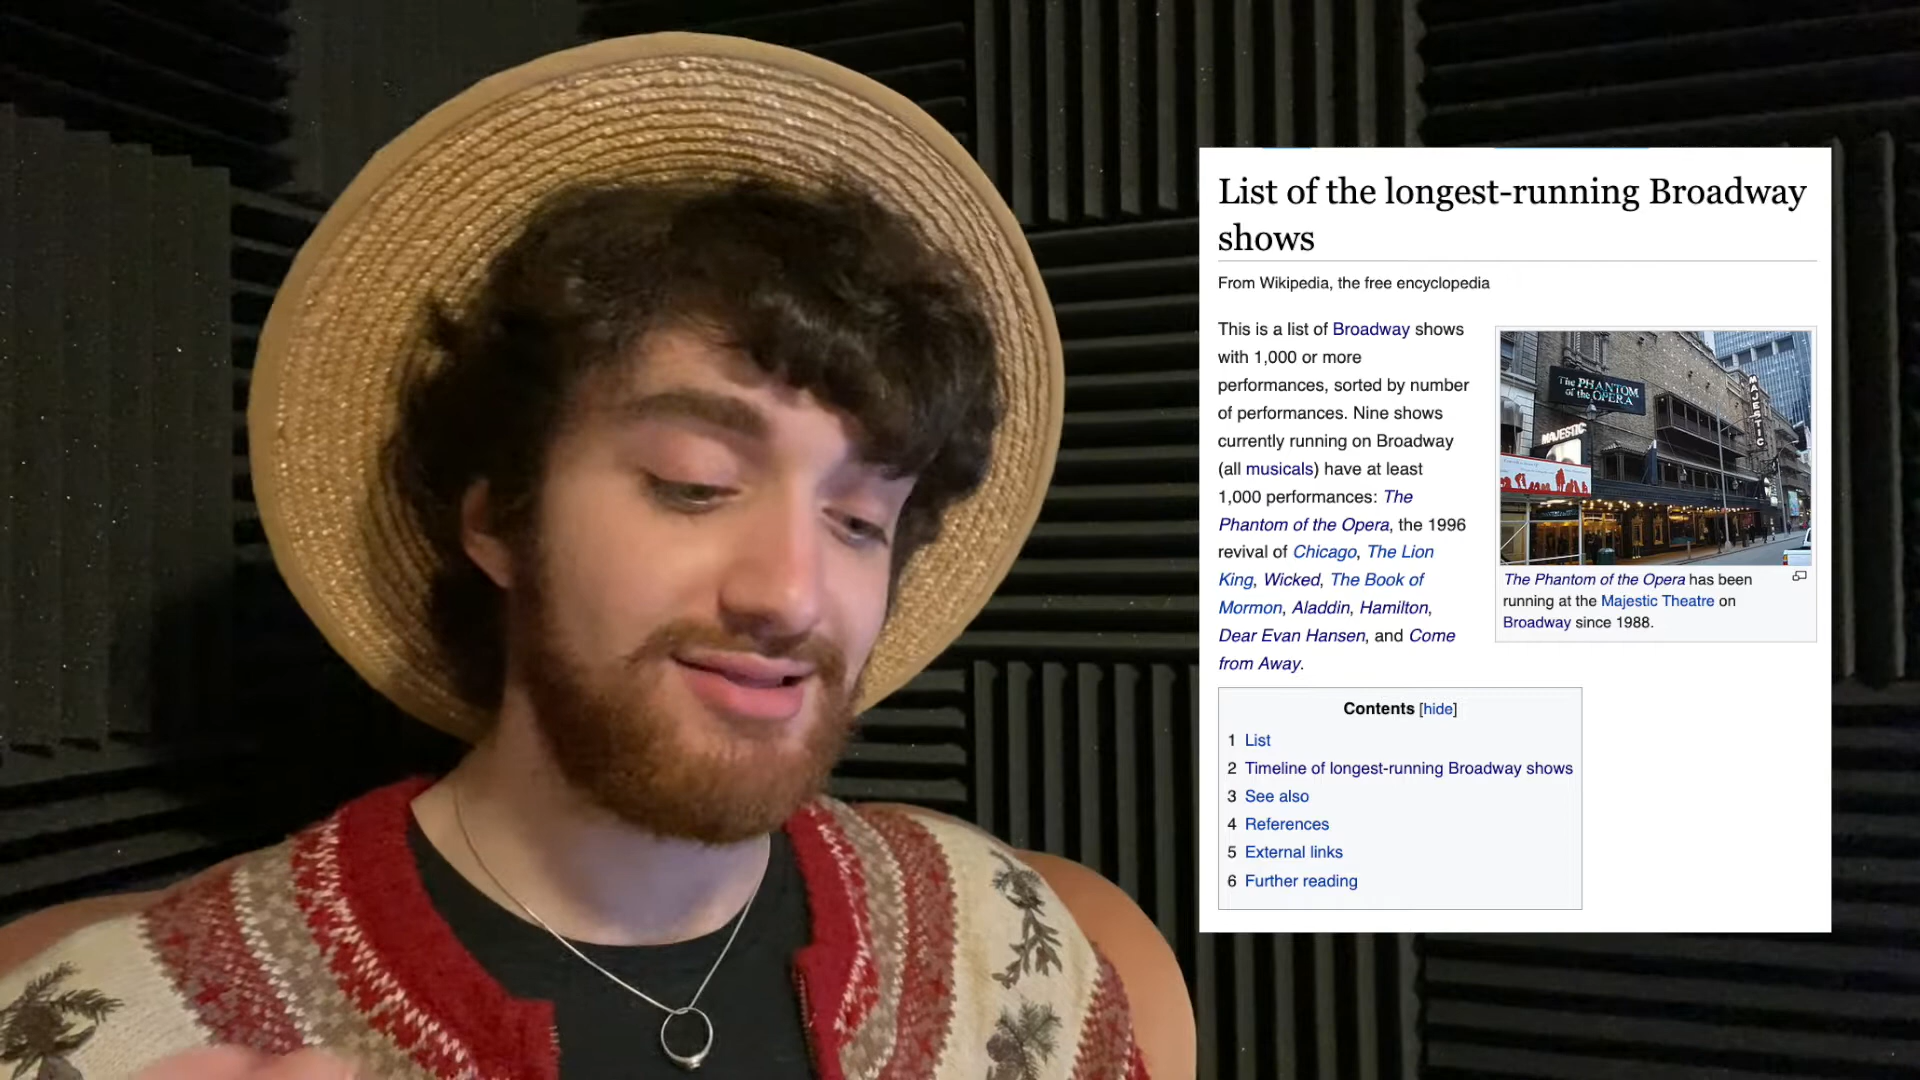 List of the longest-running Broadway
shows
From Wikipedia, the free encyclopedia
This is a list of Broadway shows
with 1,000 or more
performances, sorted by number
of performances. Nine shows
currently running on Broadway
(all musicals) have at least
1,000 performances: The
Phantom of the Opera, the 1996
revival of Chicago, The Lion
King, Wicked, The Book of
Mormon, Aladdin, Hamilton,
Dear Evan Hansen, and Come
from Away.
The PHANTOM
of the OPERA
MAJESTIC
MAJESTIC
The Phantom of the Opera has been
running at the Majestic Theatre on
Broadway since 1988.
Contents [hide]
1 List
2 Timeline of longest-running Broadway shows
3 See also
4 References
5 External links
6 Further reading